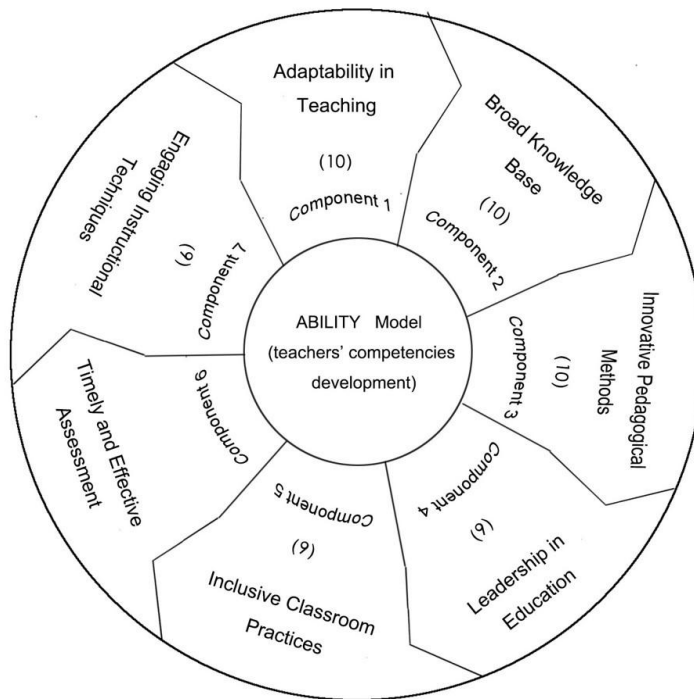 Adaptability in
Teaching
(10)
Component 1
Broad Knowledge
Base
(10)
Component 2
Innovative Pedagogical
Methods
(10)
Component 3
Component 4
(9)
Leadership in
Education
Component 5
(9)
Inclusive Classroom
Practices
Component 6
Timely and Effective
Assessment
Engaging Instructional
Techniques
(9)
Component 7
ABILITY Model
(teachers' competencies
development)